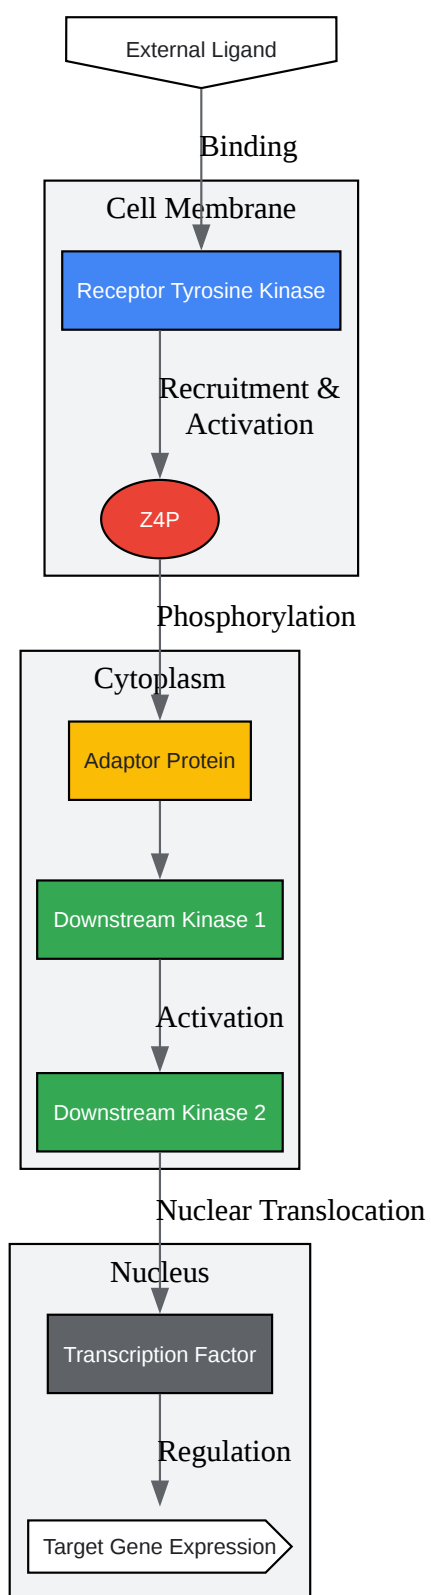 External Ligand
Binding
Cell Membrane
Receptor Tyrosine Kinase
Recruitment &
Activation
Z4P
Phosphorylation
Cytoplasm
Adaptor Protein
Downstream Kinase 1
Activation
Downstream Kinase 2
Nuclear Translocation
Nucleus
Transcription Factor
Regulation
Target Gene Expression